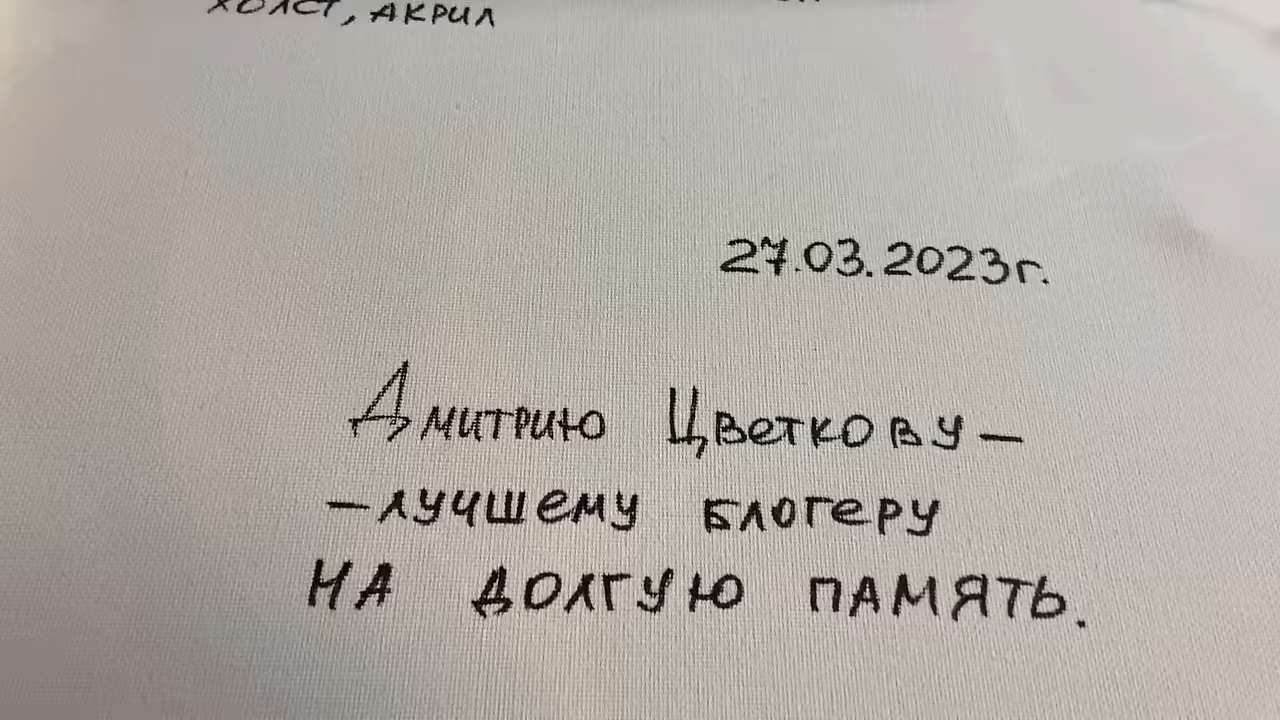 ХОЛСТ, АКРИЛ
27.03.2023г.
Дмитрию Цветкову –
– лучшему блогеру
на долгую память.